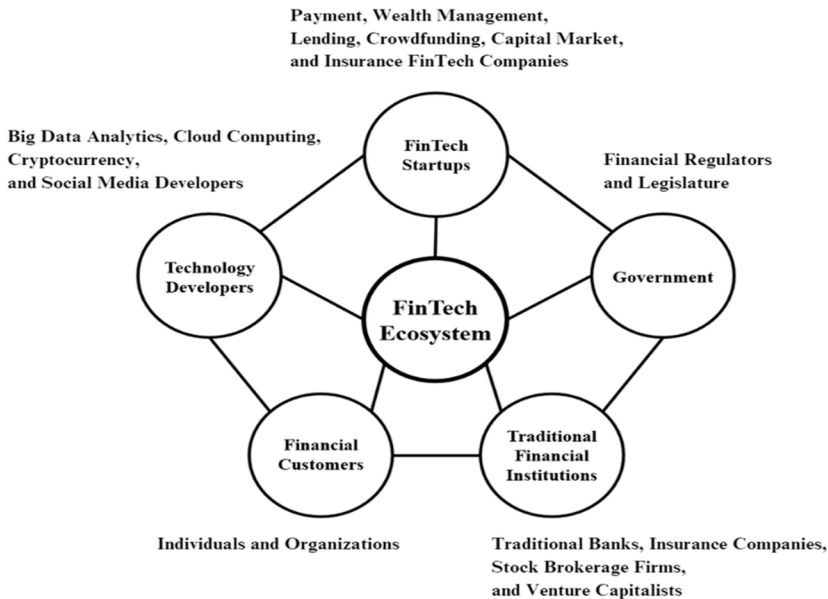 Payment, Wealth Management,
Lending, Crowdfunding, Capital Market,
and Insurance FinTech Companies
Big Data Analytics, Cloud Computing,
Cryptocurrency,
and Social Media Developers
FinTech
Startups
Financial Regulators
and Legislature
Technology
Developers
Government
FinTech
Ecosystem
Financial
Customers
Traditional
Financial
Institutions
Individuals and Organizations
Traditional Banks, Insurance Companies,
Stock Brokerage Firms,
and Venture Capitalists